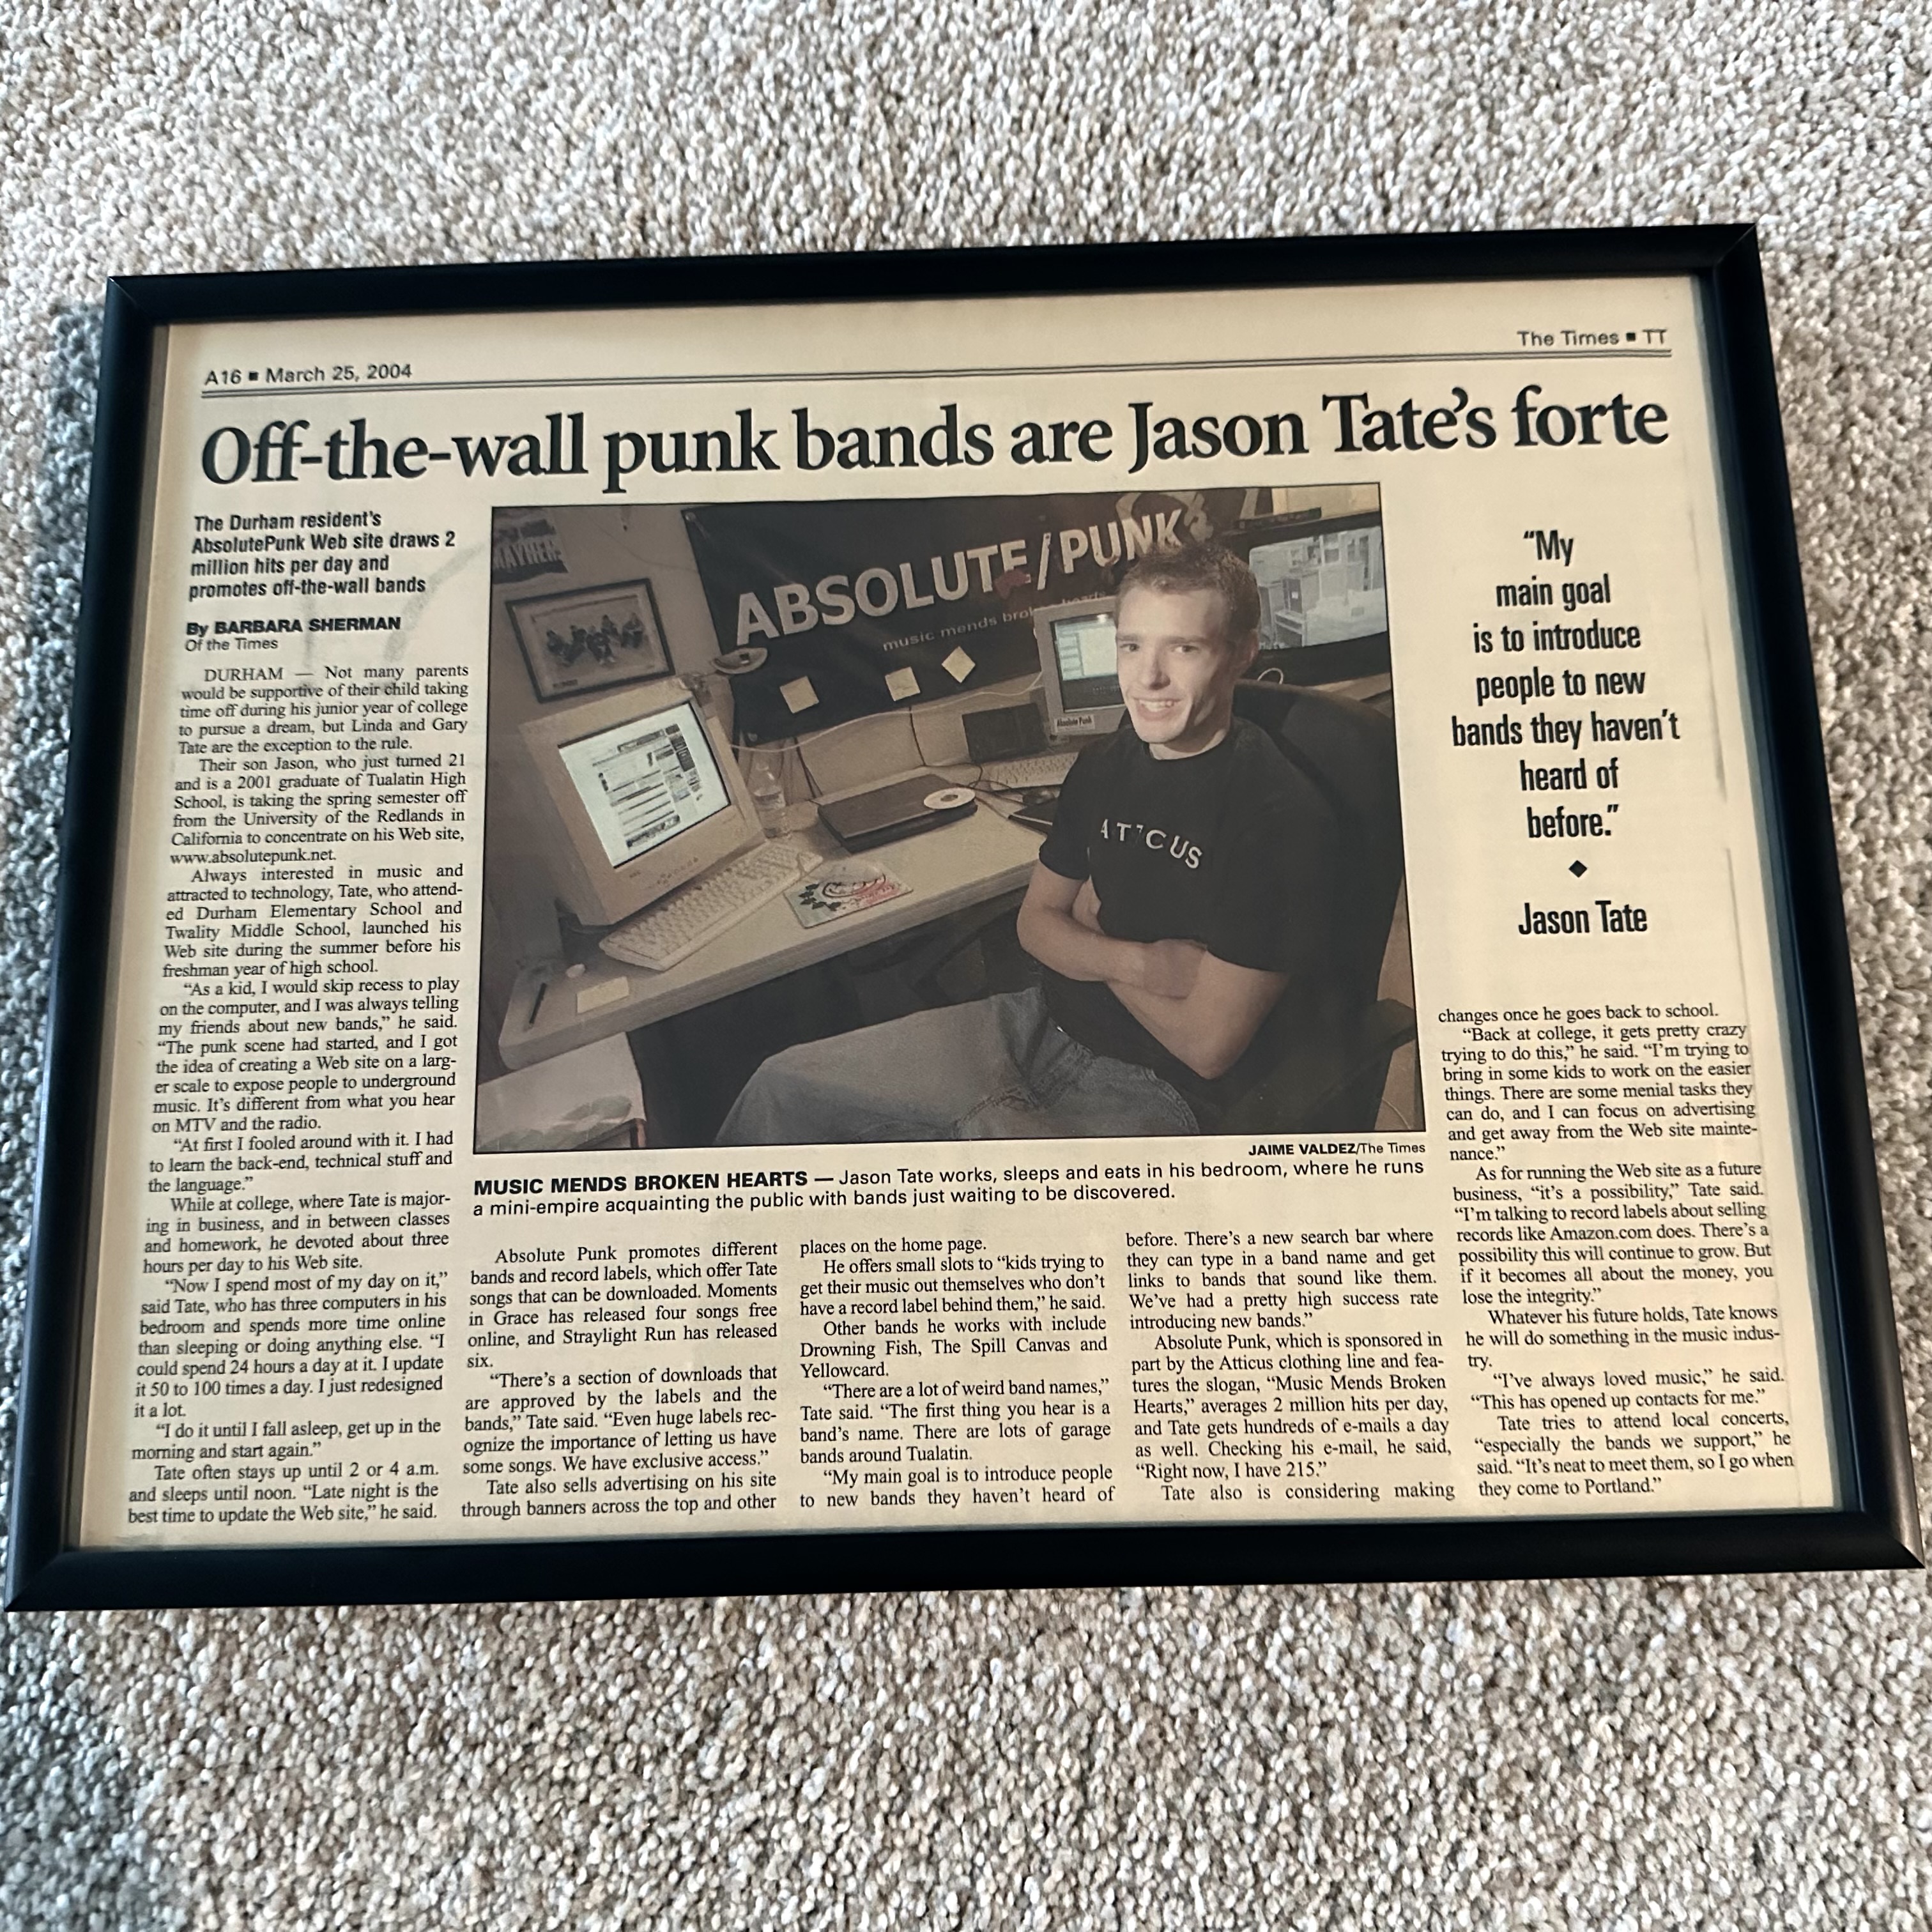 A16 ■ March 25, 2004
The Times ■ TT
Off-the-wall punk bands are Jason Tate's forte
The Durham resident's
AbsolutePunk Web site draws 2
million hits per day and
promotes off-the-wall bands
By BARBARA SHERMAN
Of the Times
DURHAM — Not many parents
would be supportive of their child taking
time off during his junior year of college
to pursue a dream, but Linda and Gary
Tate are the exception to the rule.
Their son Jason, who just turned 21
and is a 2001 graduate of Tualatin High
School, is taking the spring semester off
from the University of the Redlands in
California to concentrate on his Web site,
www.absolutepunk.net.
Always interested in music and
attracted to technology, Tate, who attend-
ed Durham Elementary School and
Twality Middle School, launched his
Web site during the summer before his
freshman year of high school.
"As a kid, I would skip recess to play
on the computer, and I was always telling
my friends about new bands," he said.
"The punk scene had started, and I got
the idea of creating a Web site on a larg-
er scale to expose people to underground
music. It's different from what you hear
on MTV and the radio.
"At first I fooled around with it. I had
to learn the back-end, technical stuff and
the language."
While at college, where Tate is major-
ing in business, and in between classes
and homework, he devoted about three
hours per day to his Web site.
"Now I spend most of my day on it,"
said Tate, who has three computers in his
bedroom and spends more time online
than sleeping or doing anything else. "I
could spend 24 hours a day at it. I update
it 50 to 100 times a day. I just redesigned
it a lot.
"I do it until I fall asleep, get up in the
morning and start again."
Tate often stays up until 2 or 4 a.m.
and sleeps until noon. "Late night is the
best time to update the Web site," he said.
MAYHEM
ABSOLUTE/PUNK
music mends broken hearts
Absolute Punk
ATICUS
JAIME VALDEZ/The Times
MUSIC MENDS BROKEN HEARTS — Jason Tate works, sleeps and eats in his bedroom, where he runs
a mini-empire acquainting the public with bands just waiting to be discovered.
Absolute Punk promotes different
bands and record labels, which offer Tate
songs that can be downloaded. Moments
in Grace has released four songs free
online, and Straylight Run has released
six.
"There's a section of downloads that
are approved by the labels and the
bands," Tate said. "Even huge labels rec-
ognize the importance of letting us have
some songs. We have exclusive access."
Tate also sells advertising on his site
through banners across the top and other
places on the home page.
He offers small slots to "kids trying to
get their music out themselves who don't
have a record label behind them," he said.
Other bands he works with include
Drowning Fish, The Spill Canvas and
Yellowcard.
"There are a lot of weird band names,"
Tate said. "The first thing you hear is a
band's name. There are lots of garage
bands around Tualatin.
"My main goal is to introduce people
to new bands they haven't heard of
before. There's a new search bar where
they can type in a band name and get
links to bands that sound like them.
We've had a pretty high success rate
introducing new bands."
Absolute Punk, which is sponsored in
part by the Atticus clothing line and fea-
tures the slogan, "Music Mends Broken
Hearts," averages 2 million hits per day,
and Tate gets hundreds of e-mails a day
as well. Checking his e-mail, he said,
"Right now, I have 215."
Tate also is considering making
"My
main goal
is to introduce
people to new
bands they haven't
heard of
before."
◆
Jason Tate
changes once he goes back to school.
"Back at college, it gets pretty crazy
trying to do this," he said. "I'm trying to
bring in some kids to work on the easier
things. There are some menial tasks they
can do, and I can focus on advertising
and get away from the Web site mainte-
nance."
As for running the Web site as a future
business, "it's a possibility," Tate said.
"I'm talking to record labels about selling
records like Amazon.com does. There's a
possibility this will continue to grow. But
if it becomes all about the money, you
lose the integrity."
Whatever his future holds, Tate knows
he will do something in the music indus-
try.
"I've always loved music," he said.
"This has opened up contacts for me."
Tate tries to attend local concerts,
"especially the bands we support," he
said. "It's neat to meet them, so I go when
they come to Portland."